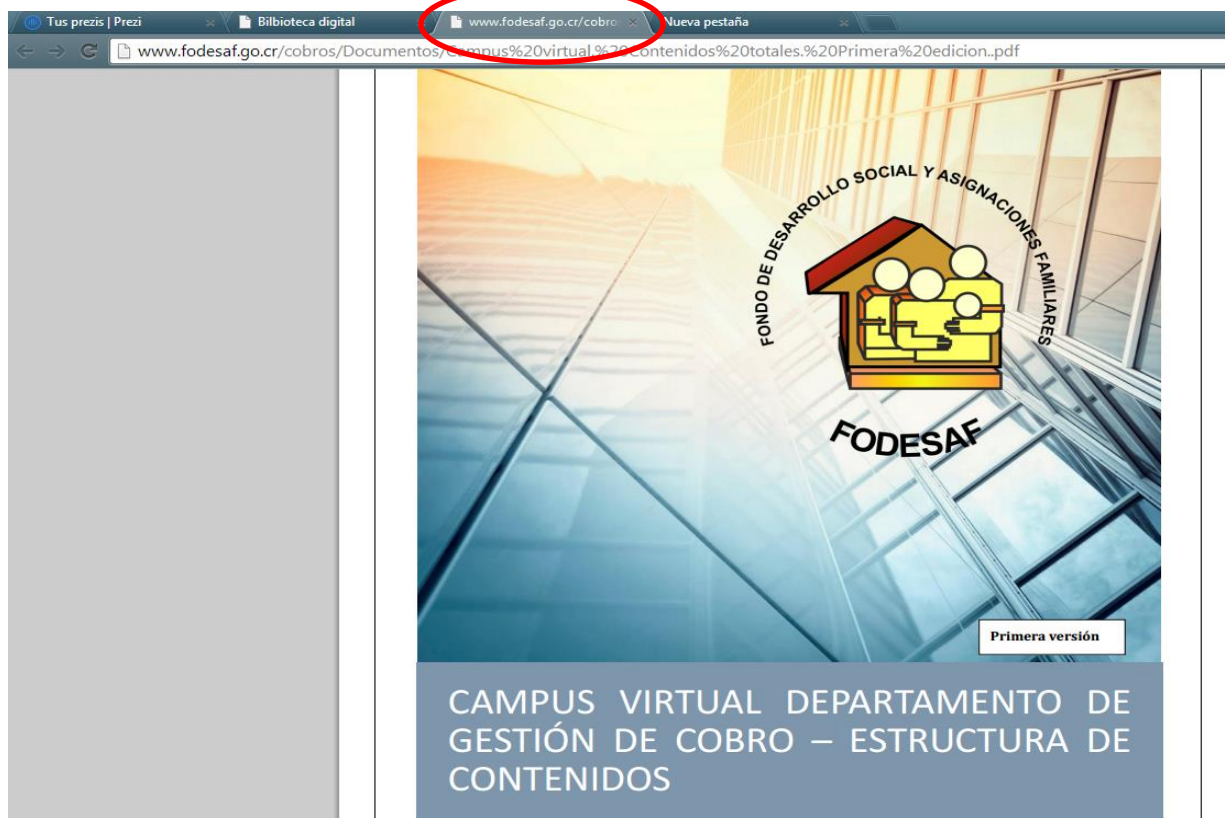 Tus prezis | Prezi
Bilbioteca digital
www.fodesaf.go.cr/cobro
Nueva pestaña
www.fodesaf.go.cr/cobros/Documentos/Campus%20virtual.%20Contenidos%20totales.%20Primera%20edicion..pdf
FONDO DE DESARROLLO SOCIAL Y ASIGNACIONES FAMILIARES
FODESAF
Primera versión
CAMPUS VIRTUAL DEPARTAMENTO DE
GESTIÓN DE COBRO – ESTRUCTURA DE
CONTENIDOS